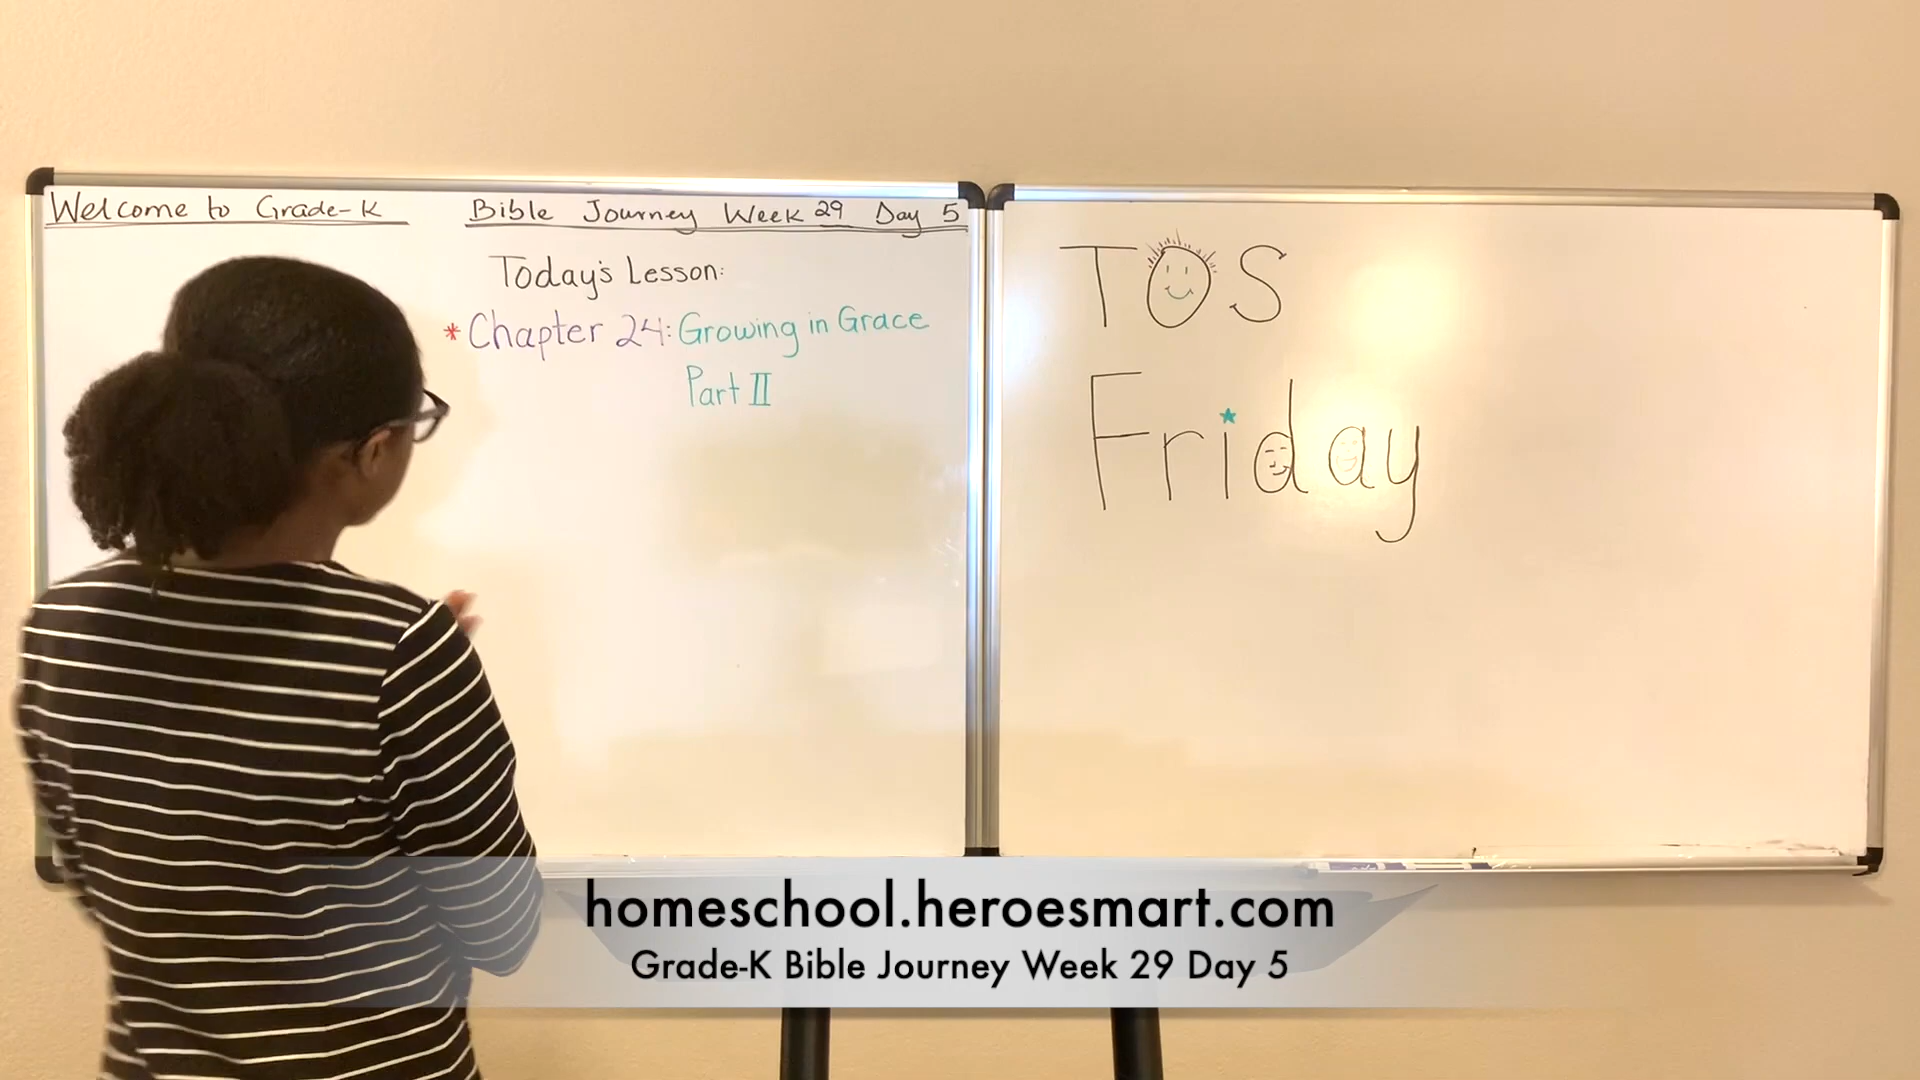 Welcome to Grade-K
Bible Journey Week 29 Day 5
Today's Lesson:
* Chapter 24: Growing in Grace
Part II
TOS
Friday
homeschool.heroesmart.com
Grade-K Bible Journey Week 29 Day 5